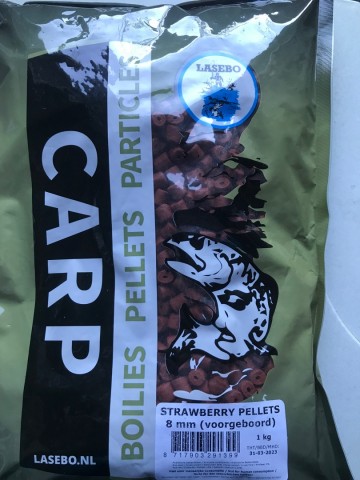 LASEBO
CARP
BOILIES PELLETS PARTICLES
STRAWBERRY PELLETS
8 mm (voorgeboord)
1 kg
31-03-2023
8 717903 291399
LASEBO.NL